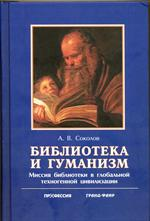 А. В. Соколов
БИБЛИОТЕКА
И ГУМАНИЗМ
Миссия библиотеки в глобальной
техногенной цивилизации
ПРОФЕССИЯ ГРАНД-ФАИР